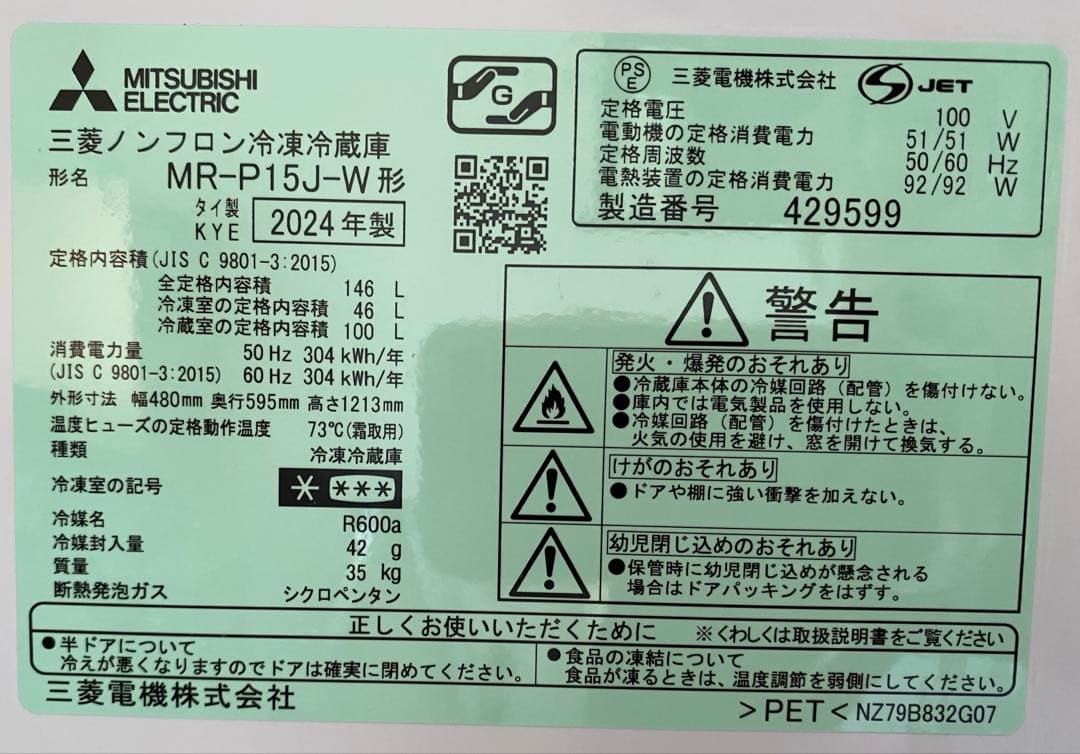 MITSUBISHI
ELECTRIC
三菱ノンフロン冷凍冷蔵庫
形名 MR-P15J-W形
タイ製
KYE 2024年製
定格内容積(JIS C 9801-3:2015)
全定格内容積 146 L
冷凍室の定格内容積 46 L
冷蔵室の定格内容積 100 L
消費電力量 50Hz 304kWh/年
(JIS C 9801-3:2015) 60Hz 304kWh/年
外形寸法 幅480mm 奥行595mm 高さ1213mm
温度ヒューズの定格動作温度 73℃(霜取用)
種類 冷凍冷蔵庫
冷凍室の記号
冷媒名 R600a
冷媒封入量 42 g
質量 35 kg
断熱発泡ガス シクロペンタン
G
PS
E
三菱電機株式会社
JET
定格電圧 100 V
電動機の定格消費電力 51/51 W
定格周波数 50/60 Hz
電熱装置の定格消費電力 92/92 W
製造番号 429599
警告
発火・爆発のおそれあり
●冷蔵庫本体の冷媒回路(配管)を傷付けない。
●庫内では電気製品を使用しない。
●冷媒回路(配管)を傷付けたときは、
火気の使用を避け、窓を開けて換気する。
けがのおそれあり
●ドアや棚に強い衝撃を加えない。
幼児閉じ込めのおそれあり
●保管時に幼児閉じ込めが懸念される
場合はドアパッキングをはずす。
正しくお使いいただくために ※くわしくは取扱説明書をご覧ください
●半ドアについて
冷えが悪くなりますのでドアは確実に閉めてください。
●食品の凍結について
食品が凍るときは、温度調節を弱側にしてください。
三菱電機株式会社
>PET< NZ79B832G07